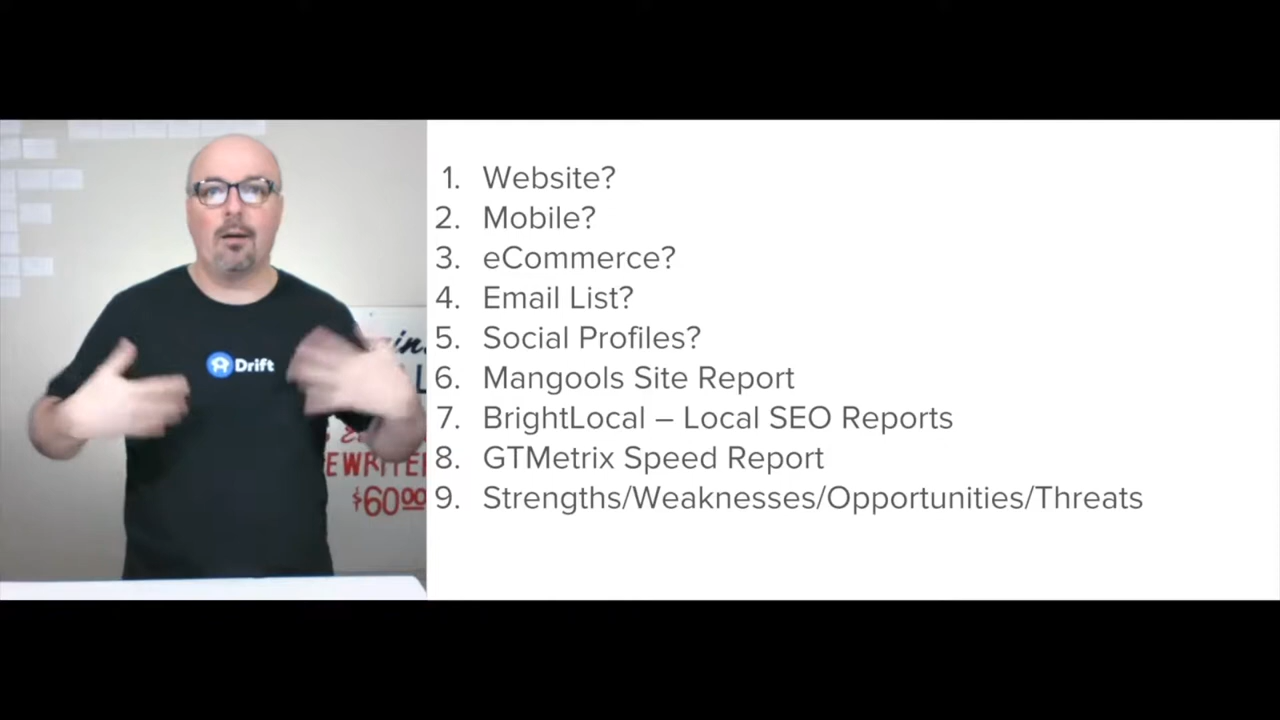 1. Website?
2. Mobile?
3. eCommerce?
4. Email List?
5. Social Profiles?
6. Mangools Site Report
7. BrightLocal – Local SEO Reports
8. GTMetrix Speed Report
9. Strengths/Weaknesses/Opportunities/Threats
Drift
$6000